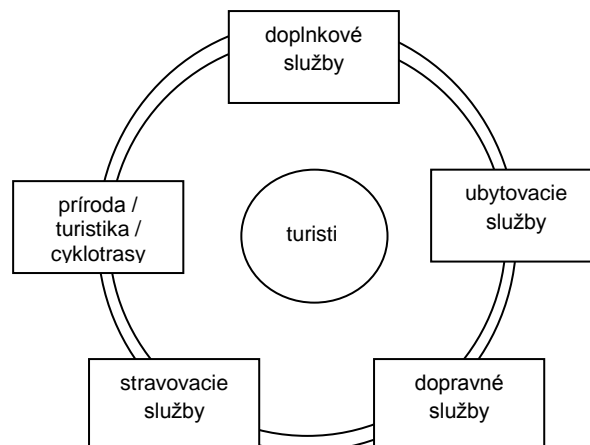 doplnkové
služby
príroda /
turistika /
cyklotrasy
turisti
ubytovacie
služby
stravovacie
služby
dopravné
služby